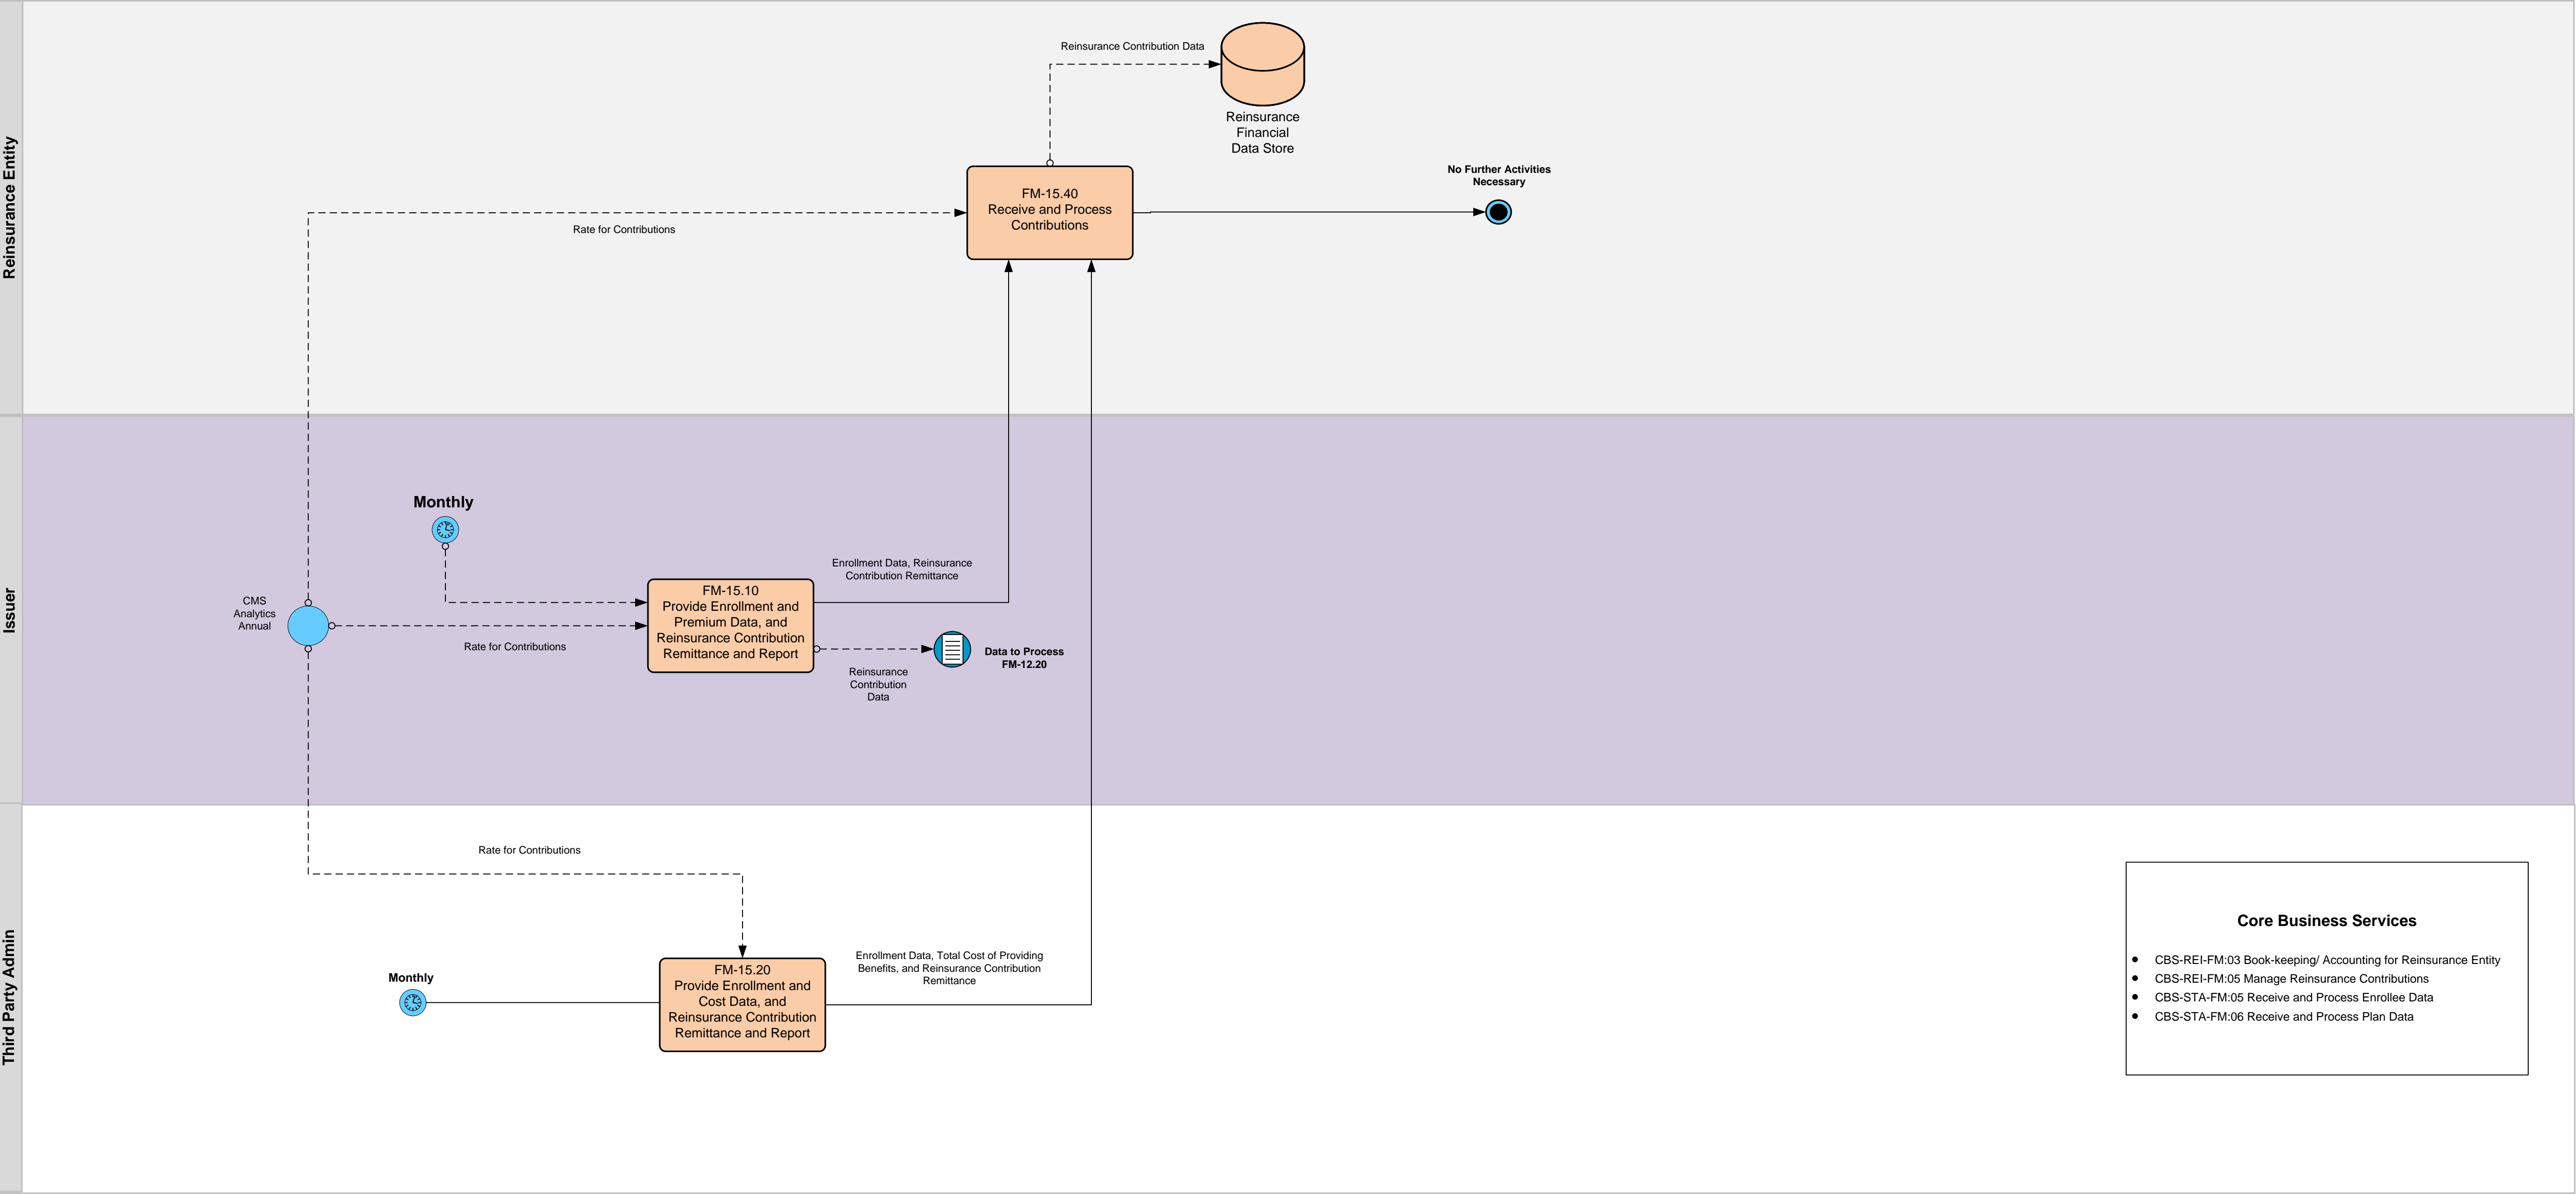 Reinsurance Entity
Reinsurance Contribution Data
Reinsurance
Financial
Data Store
FM-15.40
Receive and Process
Contributions
No Further Activities
Necessary
Rate for Contributions
Issuer
Monthly
CMS
Analytics
Annual
Rate for Contributions
FM-15.10
Provide Enrollment and
Premium Data, and
Reinsurance Contribution
Remittance and Report
Enrollment Data, Reinsurance
Contribution Remittance
Reinsurance
Contribution
Data
Data to Process
FM-12.20
Third Party Admin
Rate for Contributions
Monthly
FM-15.20
Provide Enrollment and
Cost Data, and
Reinsurance Contribution
Remittance and Report
Enrollment Data, Total Cost of Providing
Benefits, and Reinsurance Contribution
Remittance
Core Business Services
● CBS-REI-FM:03 Book-keeping/ Accounting for Reinsurance Entity
● CBS-REI-FM:05 Manage Reinsurance Contributions
● CBS-STA-FM:05 Receive and Process Enrollee Data
● CBS-STA-FM:06 Receive and Process Plan Data